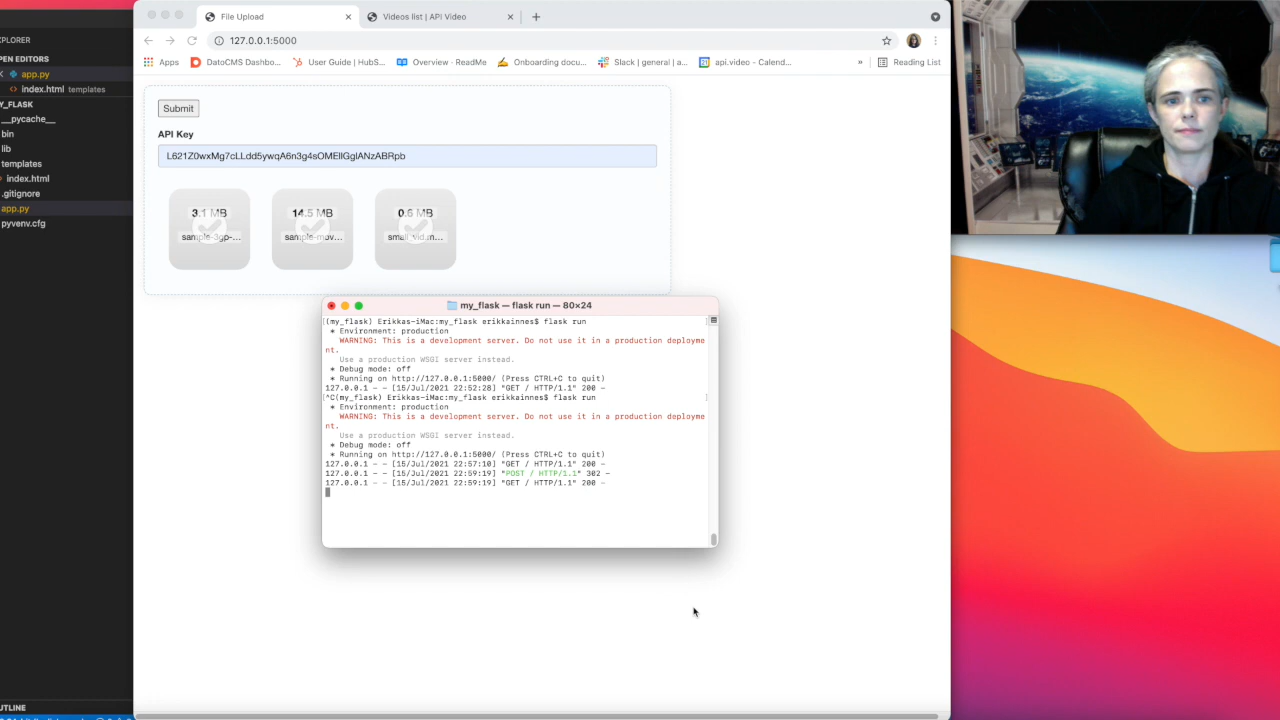 XPLORER
PEN EDITORS
app.py
index.html templates
MY_FLASK
__pycache__
bin
lib
templates
index.html
.gitignore
app.py
pyvenv.cfg
UTLINE
File Upload
Videos list | API Video
127.0.0.1:5000
Apps
DatoCMS Dashbo...
User Guide | HubS...
Overview · ReadMe
Onboarding docu...
Slack | general | a...
api.video - Calend...
»
Reading List
Submit
API Key
3.1 MB
sample-3gp-...
14.5 MB
sample-mov...
0.6 MB
small_vid.m...
my_flask — flask run — 80×24
[(my_flask) Erikkas-iMac:my_flask erikkainnes$ flask run ]
* Environment: production
WARNING: This is a development server. Do not use it in a production deployme
nt.
Use a production WSGI server instead.
* Debug mode: off
* Running on http://127.0.0.1:5000/ (Press CTRL+C to quit)
127.0.0.1 - - [15/Jul/2021 22:52:28] "GET / HTTP/1.1" 200 -
[^C(my_flask) Erikkas-iMac:my_flask erikkainnes$ flask run ]
* Environment: production
WARNING: This is a development server. Do not use it in a production deployme
nt.
Use a production WSGI server instead.
* Debug mode: off
* Running on http://127.0.0.1:5000/ (Press CTRL+C to quit)
127.0.0.1 - - [15/Jul/2021 22:57:10] "GET / HTTP/1.1" 200 -
127.0.0.1 - - [15/Jul/2021 22:59:19] "POST / HTTP/1.1" 302 -
127.0.0.1 - - [15/Jul/2021 22:59:19] "GET / HTTP/1.1" 200 -